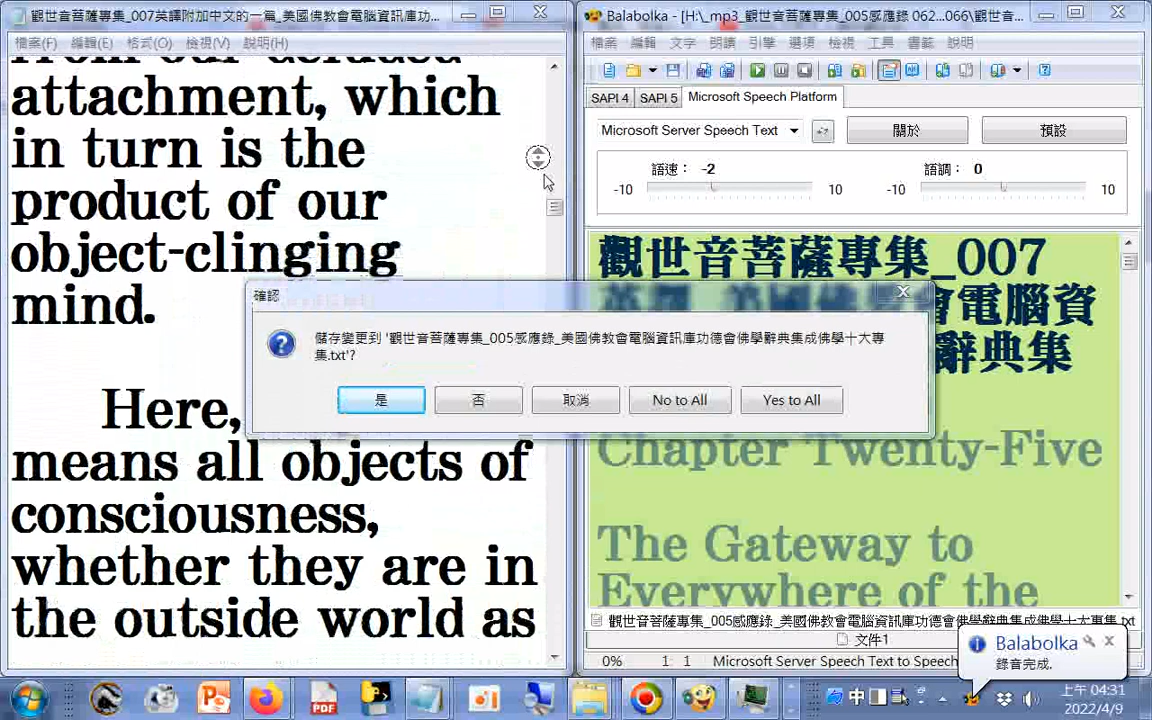 觀世音菩薩專集_007英譯附加中文的一篇_美國佛教會電腦資訊庫功...
檔案(F) 編輯(E) 格式(O) 檢視(V) 說明(H)
From our deluded
attachment, which
in turn is the
product of our
object-clinging
mind.
Here,
means all objects of
consciousness,
whether they are in
the outside world as
Balabolka - [H:\_mp3_觀世音菩薩專集_005感應錄 062...066\觀世音...
檔案 編輯 文字 朗讀 引擎 選項 檢視 工具 書籤 說明
SAPI 4 SAPI 5 Microsoft Speech Platform
Microsoft Server Speech Text 關於 預設
語速: -2 語調: 0
-10 10 -10 10
觀世音菩薩專集_007
會電腦資
辭典集
Chapter Twenty-Five
The Gateway to
Everywhere of the
確認
儲存變更到 '觀世音菩薩專集_005感應錄_美國佛教會電腦資訊庫功德會佛學辭典集成佛學十大專
集.txt'?
是 否 取消 No to All Yes to All
觀世音菩薩專集_005感應錄_美國佛教會電腦資訊庫功德會佛學辭典集成佛學十大專集.txt
文件1
0% 1: 1 Microsoft Server Speech Text to Speech
Balabolka
錄音完成.
中
上午 04:31
2022/4/9